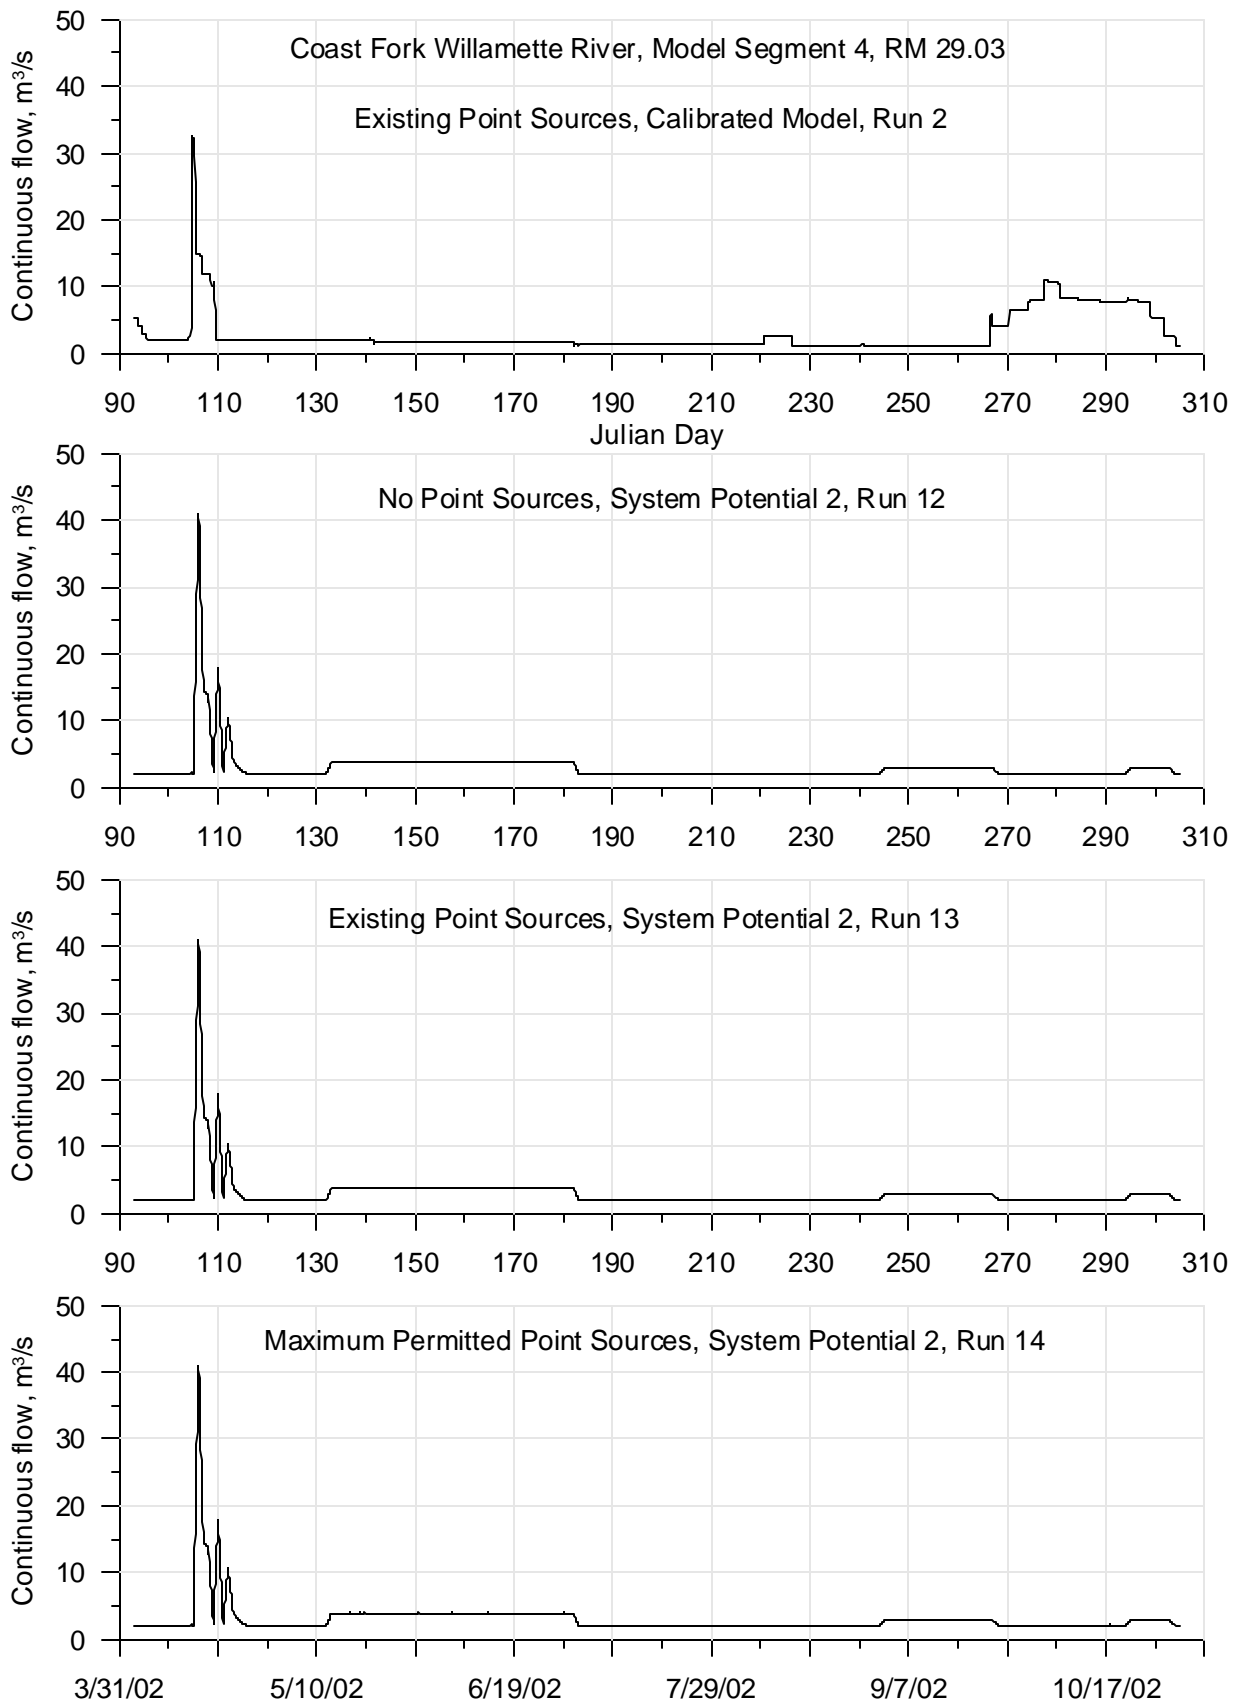 50
Coast Fork Willamette River, Model Segment 4, RM 29.03
40
Existing Point Sources, Calibrated Model, Run 2
30
20
10
0
Continuous flow, m³/s
90 110 130 150 170 190 210 230 250 270 290 310
Julian Day
50
No Point Sources, System Potential 2, Run 12
40
30
20
10
0
Continuous flow, m³/s
90 110 130 150 170 190 210 230 250 270 290 310
50
Existing Point Sources, System Potential 2, Run 13
40
30
20
10
0
Continuous flow, m³/s
90 110 130 150 170 190 210 230 250 270 290 310
50
Maximum Permitted Point Sources, System Potential 2, Run 14
40
30
20
10
0
Continuous flow, m³/s
3/31/02 5/10/02 6/19/02 7/29/02 9/7/02 10/17/02